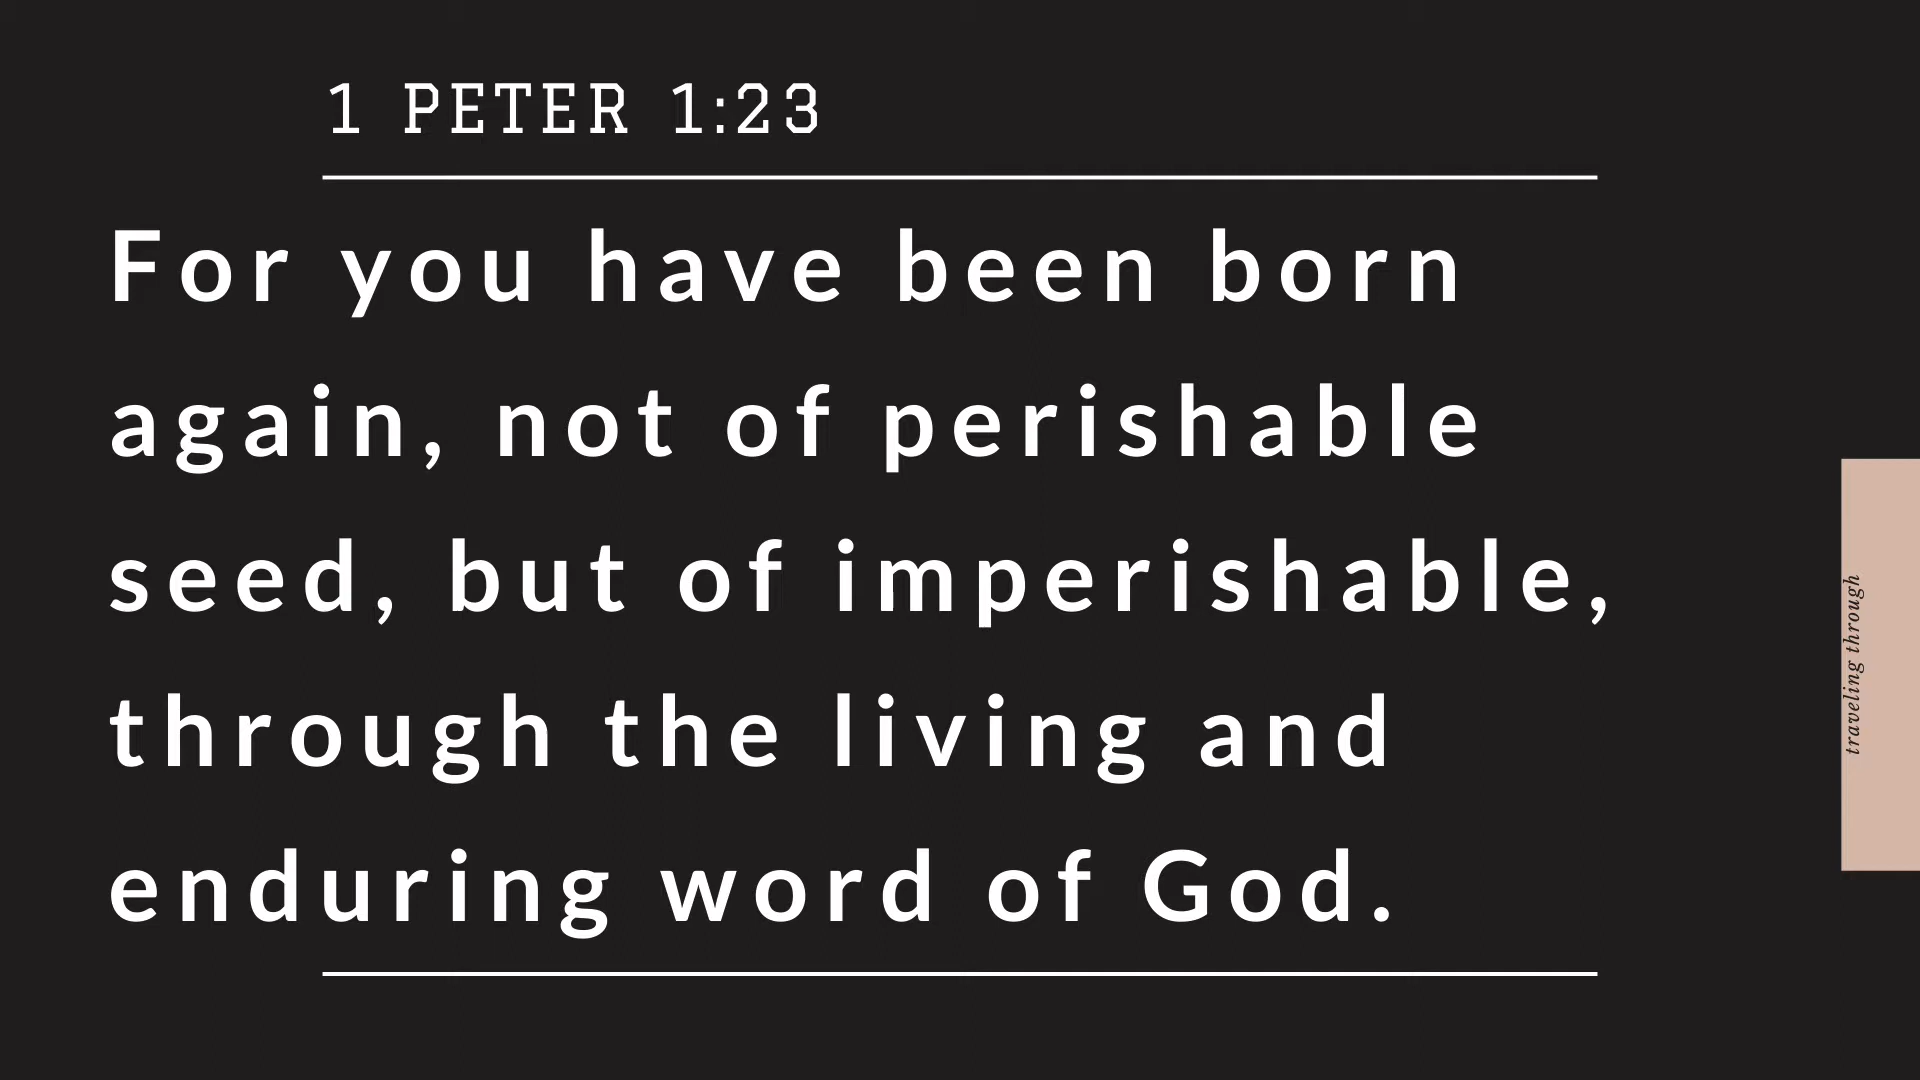 1 PETER 1:23
For you have been born
again, not of perishable
seed, but of imperishable,
through the living and
enduring word of God.
traveling through